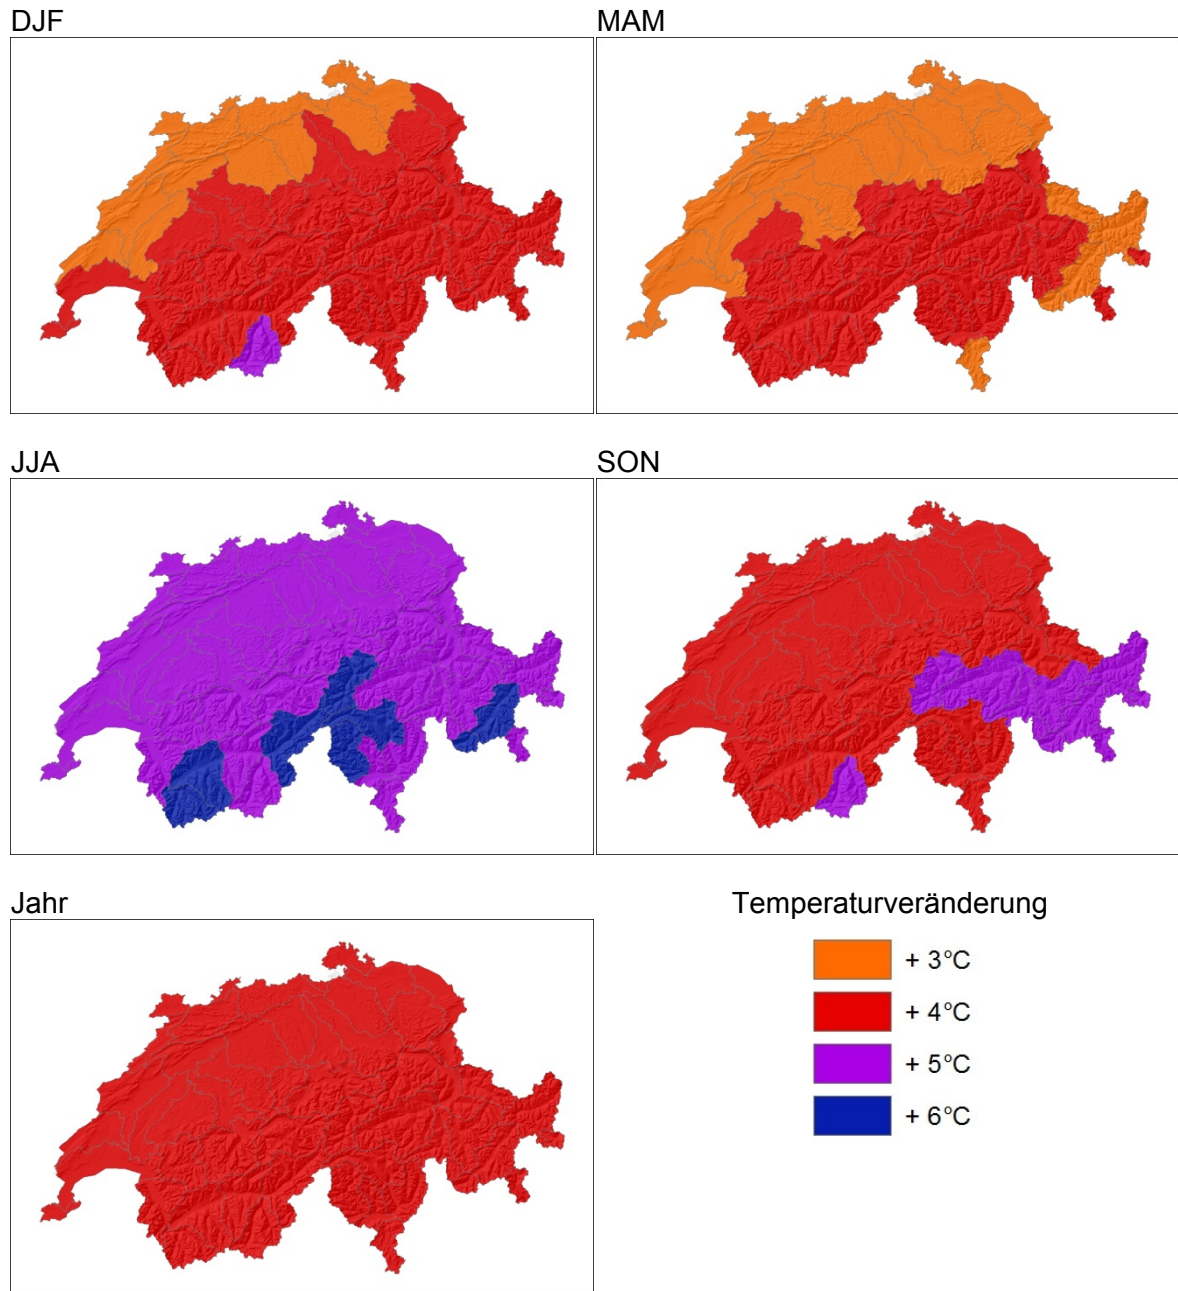 DJF
MAM
JJA
SON
Jahr
Temperaturveränderung
+ 3°C
+ 4°C
+ 5°C
+ 6°C